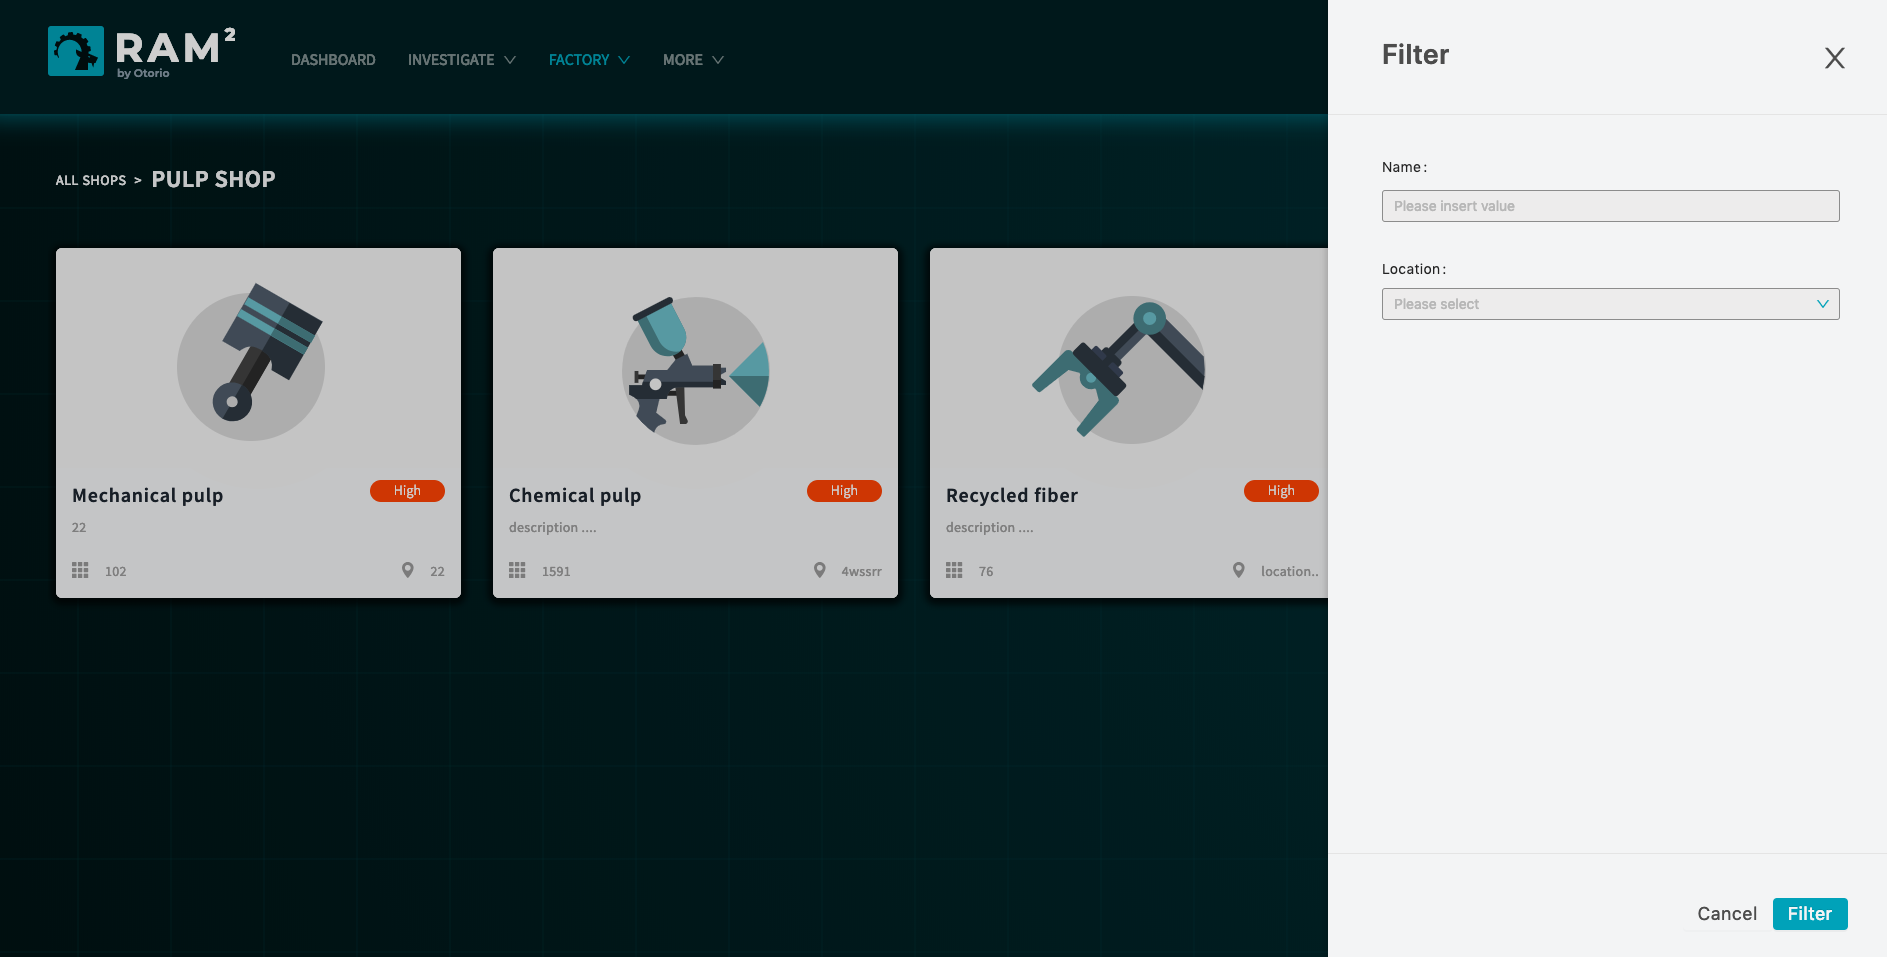 RAM²
by Otorio
DASHBOARD
INVESTIGATE
FACTORY
MORE
ALL SHOPS > PULP SHOP
Mechanical pulp
High
22
102
22
Chemical pulp
High
description ....
1591
4wssrr
Recycled fiber
High
description ....
76
location..
Filter
Name :
Please insert value
Location :
Please select
Cancel
Filter